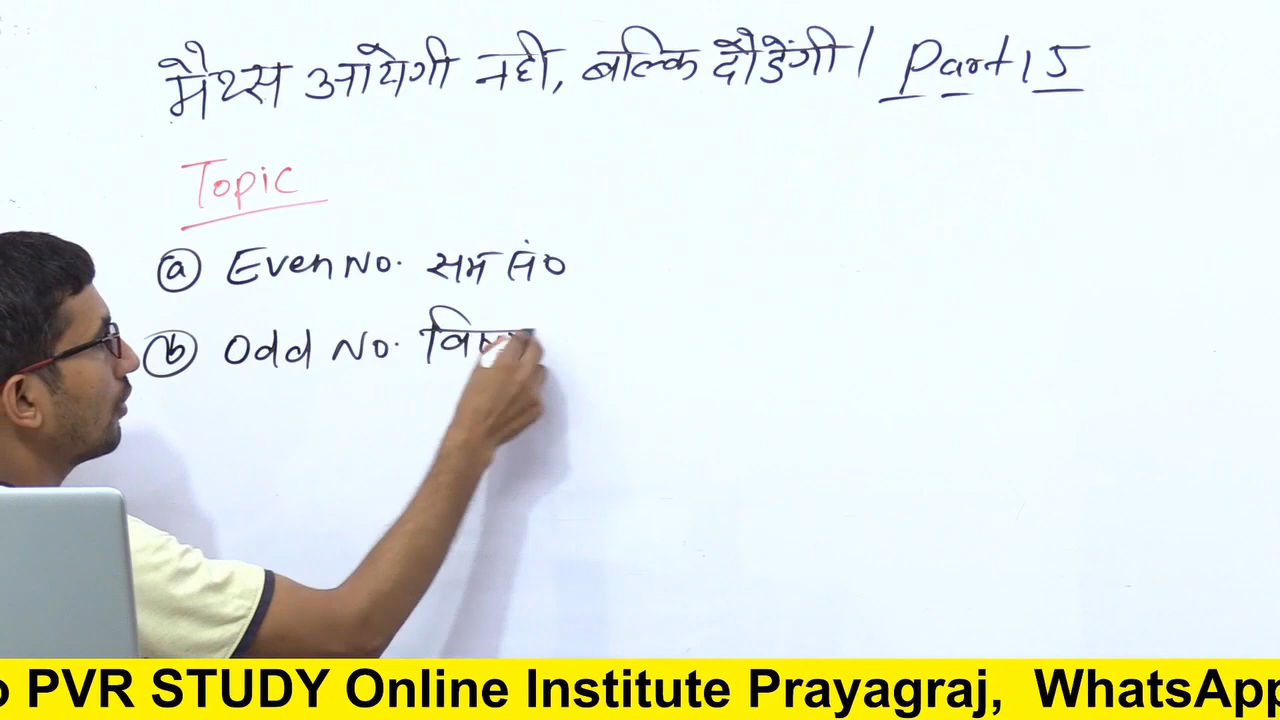 मैथ्स आयेगी नही, बल्कि दौडेंगी। Part 15
Topic
(a) Even No. सम सं०
(b) Odd No. विष
PVR STUDY Online Institute Prayagraj, WhatsApp